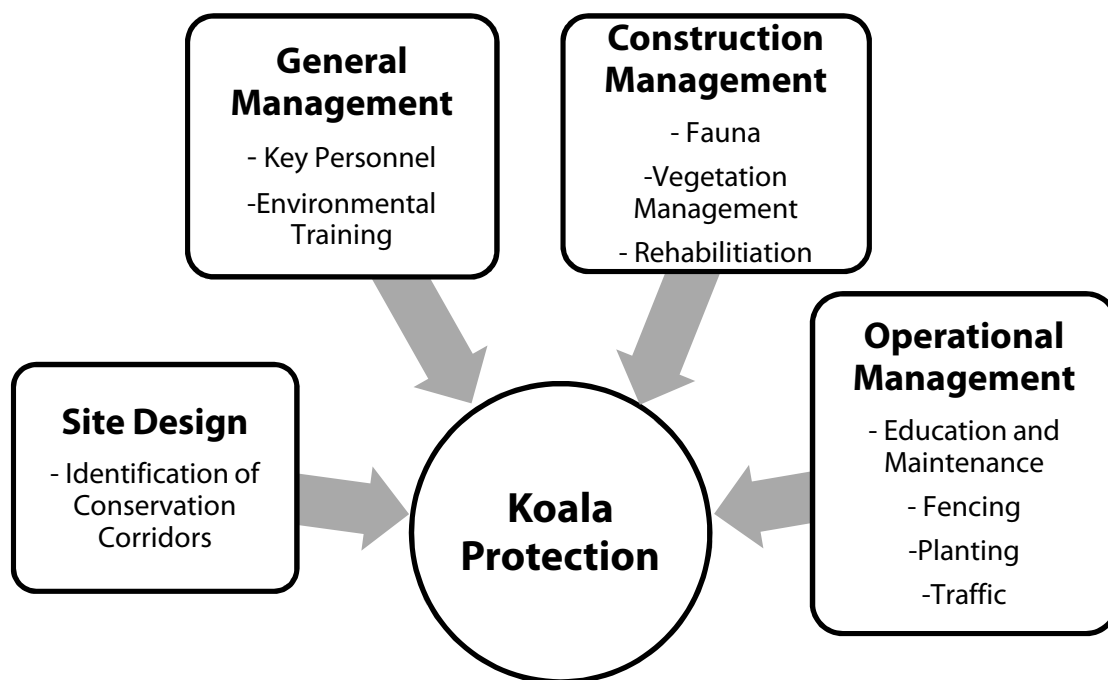 General
Management
- Key Personnel
-Environmental
Training
Construction
Management
- Fauna
-Vegetation
Management
- Rehabilitiation
Operational
Management
- Education and
Maintenance
- Fencing
-Planting
-Traffic
Site Design
- Identification of
Conservation
Corridors
Koala
Protection